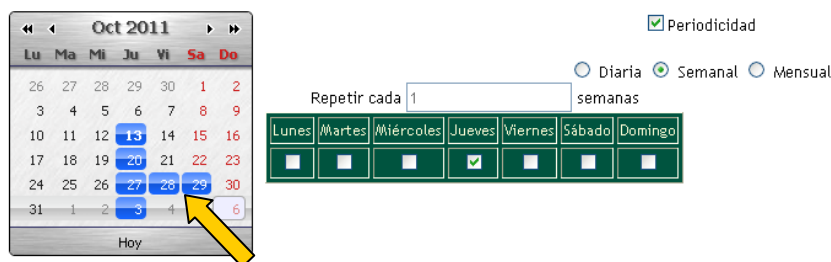 Oct 2011
Lu Ma Mi Ju Vi Sa Do
26 27 28 29 30 1 2
3 4 5 6 7 8 9
10 11 12 13 14 15 16
17 18 19 20 21 22 23
24 25 26 27 28 29 30
31 1 2 3 4 6
Hoy
Periodicidad
Diaria Semanal Mensual
Repetir cada 1 semanas
Lunes Martes Miércoles Jueves Viernes Sábado Domingo